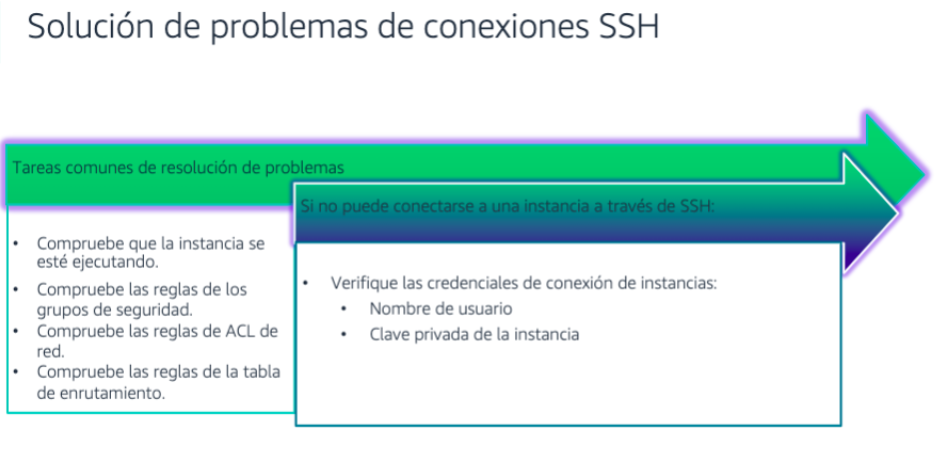 Solución de problemas de conexiones SSH
Tareas comunes de resolución de problemas
• Compruebe que la instancia se
esté ejecutando.
• Compruebe las reglas de los
grupos de seguridad.
• Compruebe las reglas de ACL de
red.
• Compruebe las reglas de la tabla
de enrutamiento.
Si no puede conectarse a una instancia a través de SSH:
• Verifique las credenciales de conexión de instancias:
• Nombre de usuario
• Clave privada de la instancia